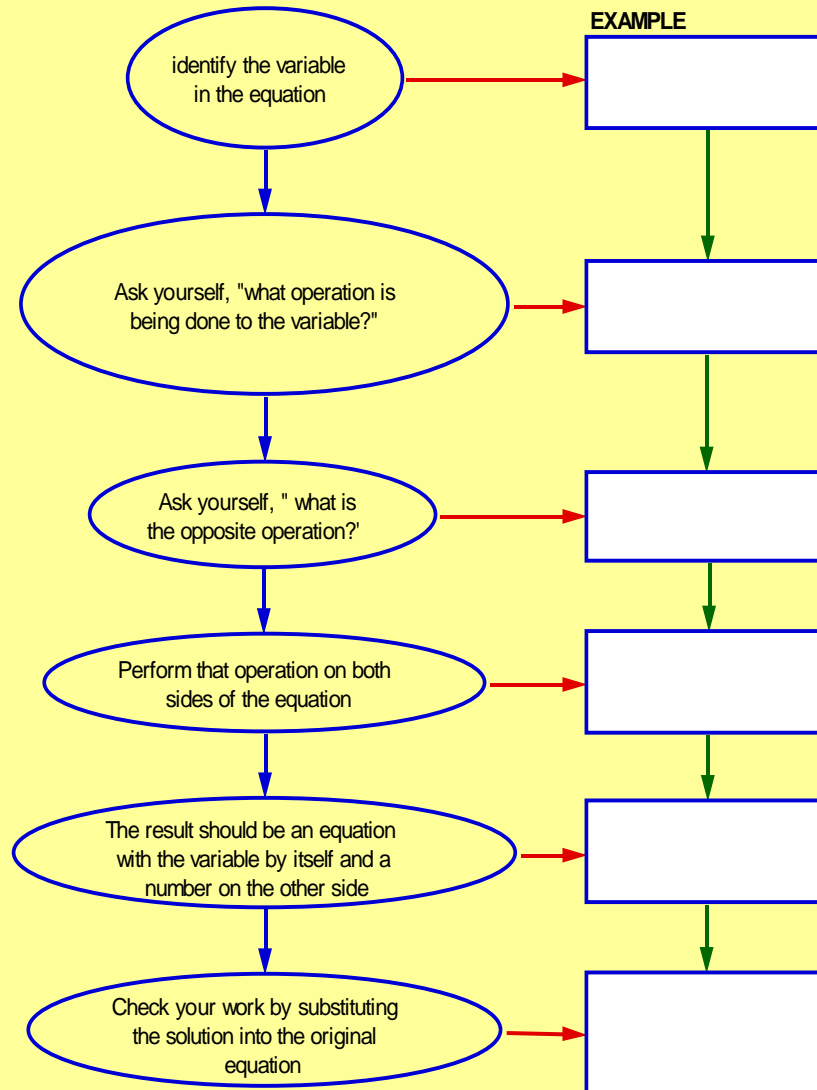 EXAMPLE
identify the variable
in the equation
Ask yourself, "what operation is
being done to the variable?"
Ask yourself, " what is
the opposite operation?'
Perform that operation on both
sides of the equation
The result should be an equation
with the variable by itself and a
number on the other side
Check your work by substituting
the solution into the original
equation